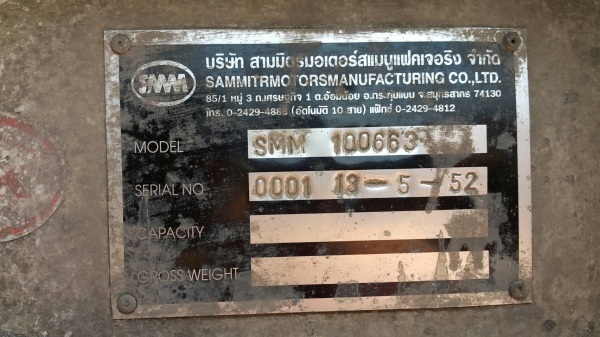 SMM
บริษัท สามมิตรมอเตอร์สแมนูแฟคเจอริง จำกัด
SAMMITRMOTORSMANUFACTURING CO.,LTD.
85/1 หมู่ 3 ถ.เศรษฐกิจ 1 ต.อ้อมน้อย อ.กระทุ่มแบน จ.สมุทรสาคร 74130
โทร. 0-2429-4888 (อัตโนมัติ 10 สาย) แฟ็กซ์ 0-2429-4812
MODEL SMM 100663
SERIAL NO. 0001 13-5-52
CAPACITY
GROSS WEIGHT